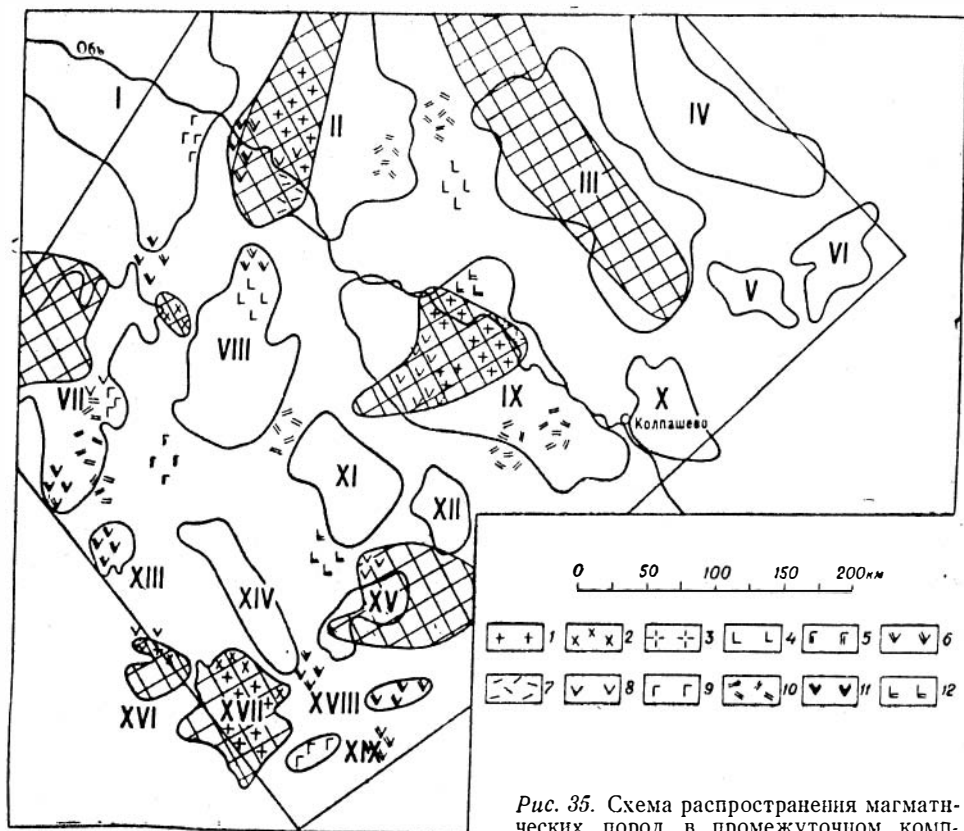 Обь
I
II
III
IV
V
VI
VII
VIII
IX
X
Колпашево
XI
XII
XIII
XIV
XV
XVI
XVII
XVIII
XIX
0 50 100 150 200км
1 2 3 4 5 6
7 8 9 10 11 12
Рис. 35. Схема распространения магмати-
ческих пород в промежуточном комп-